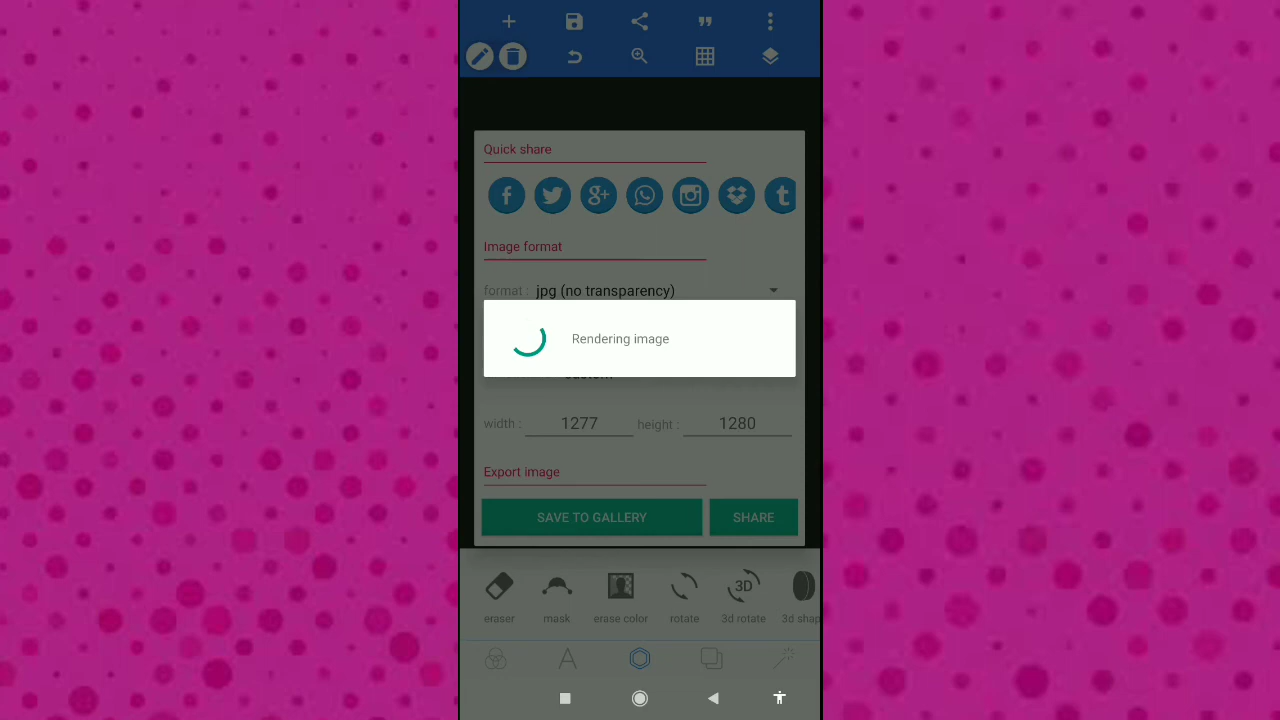 Quick share
Image format
format : jpg (no transparency)
Rendering image
width : 1277 height : 1280
Export image
SAVE TO GALLERY SHARE
eraser mask erase color rotate 3d rotate 3d shap